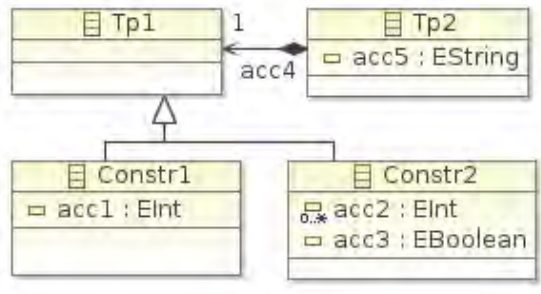 Tp1
1
Tp2
acc4
acc5 : EString
Constr1
acc1 : EInt
Constr2
0..*
acc2 : EInt
acc3 : EBoolean